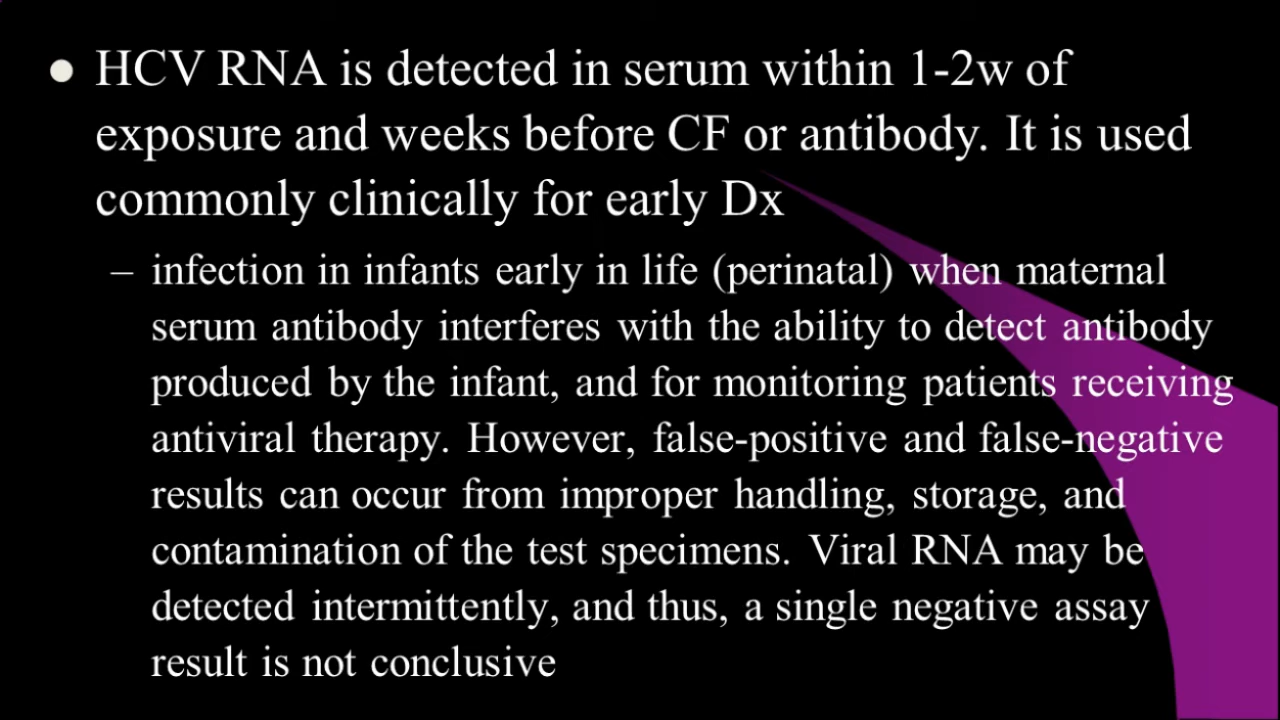 ● HCV RNA is detected in serum within 1-2w of
exposure and weeks before CF or antibody. It is used
commonly clinically for early Dx
– infection in infants early in life (perinatal) when maternal
serum antibody interferes with the ability to detect antibody
produced by the infant, and for monitoring patients receiving
antiviral therapy. However, false-positive and false-negative
results can occur from improper handling, storage, and
contamination of the test specimens. Viral RNA may be
detected intermittently, and thus, a single negative assay
result is not conclusive